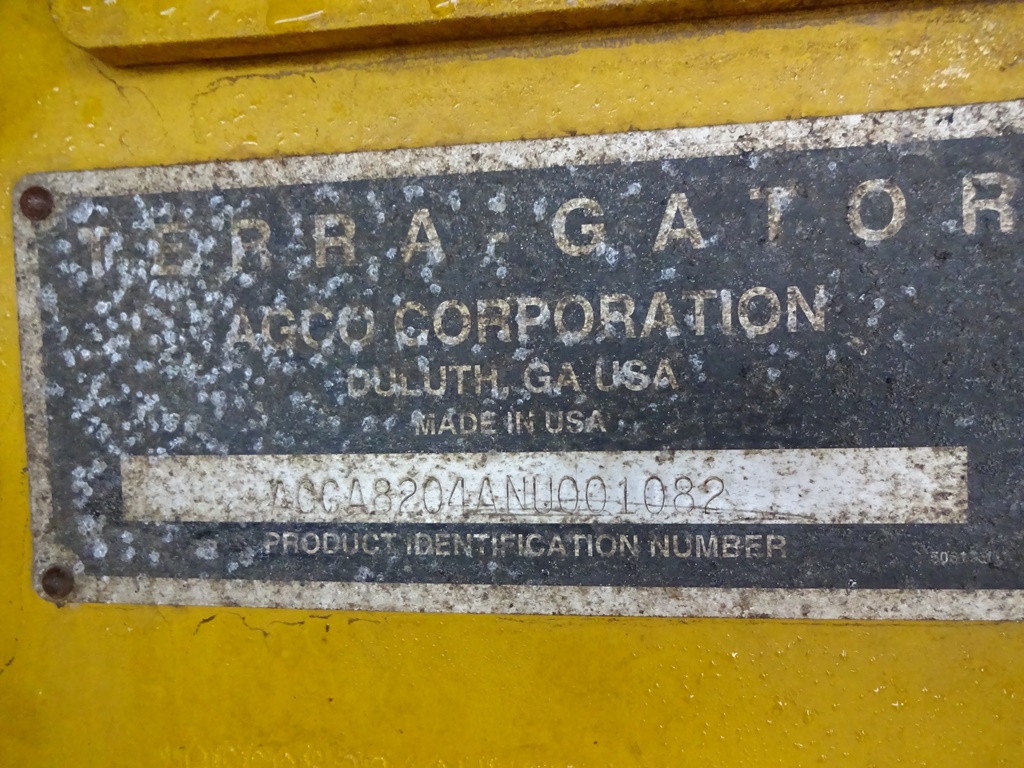 TERRA-GATOR
AGCO CORPORATION
DULUTH, GA USA
MADE IN USA
AGCA8204ANU001082
PRODUCT IDENTIFICATION NUMBER